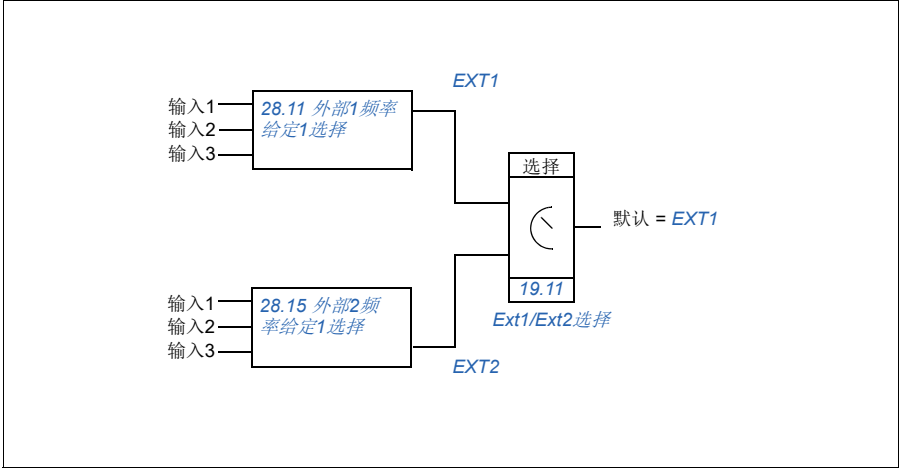 EXT1
输入1
输入2
输入3
28.11 外部1频率
给定1选择
选择
默认 = EXT1
19.11
Ext1/Ext2选择
输入1
输入2
输入3
28.15 外部2频
率给定1选择
EXT2